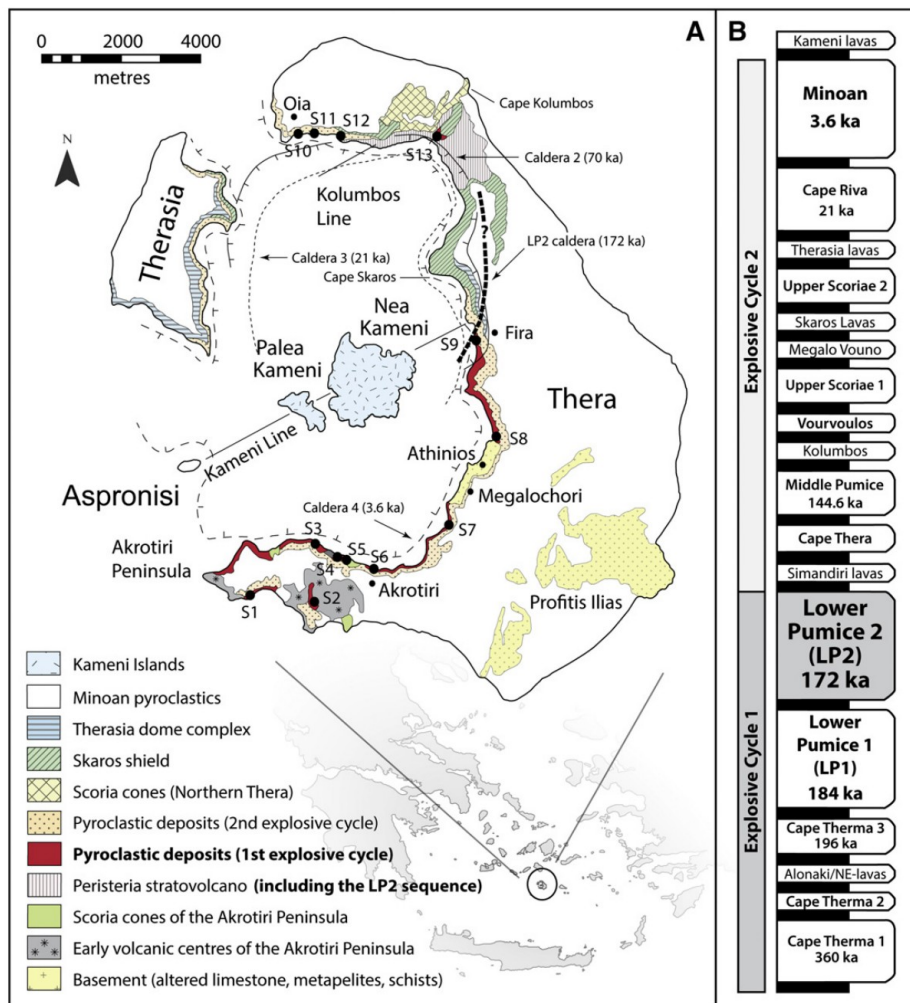 A
B
0 2000 4000
metres
N
Oia
S11
S12
S10
S13
Cape Kolumbos
Caldera 2 (70 ka)
Kolumbos
Line
Therasia
LP2 caldera (172 ka)
?
Caldera 3 (21 ka)
Cape Skaros
Nea
Kameni
Palea
Kameni
S9
Fira
Thera
Kameni Line
S8
Athinios
Megalochori
Aspronisi
Caldera 4 (3.6 ka)
S7
Akrotiri
Peninsula
S3
S5
S4
S6
Akrotiri
S1
S2
Profitis Ilias
Kameni Islands
Minoan pyroclastics
Therasia dome complex
Skaros shield
Scoria cones (Northern Thera)
Pyroclastic deposits (2nd explosive cycle)
Pyroclastic deposits (1st explosive cycle)
Peristeria stratovolcano (including the LP2 sequence)
Scoria cones of the Akrotiri Peninsula
Early volcanic centres of the Akrotiri Peninsula
Basement (altered limestone, metapelites, schists)
Explosive Cycle 2
Explosive Cycle 1
Kameni lavas
Minoan
3.6 ka
Cape Riva
21 ka
Therasia lavas
Upper Scoriae 2
Skaros Lavas
Megalo Vouno
Upper Scoriae 1
Vourvoulos
Kolumbos
Middle Pumice
144.6 ka
Cape Thera
Simandiri lavas
Lower
Pumice 2
(LP2)
172 ka
Lower
Pumice 1
(LP1)
184 ka
Cape Therma 3
196 ka
Alonaki/NE-lavas
Cape Therma 2
Cape Therma 1
360 ka